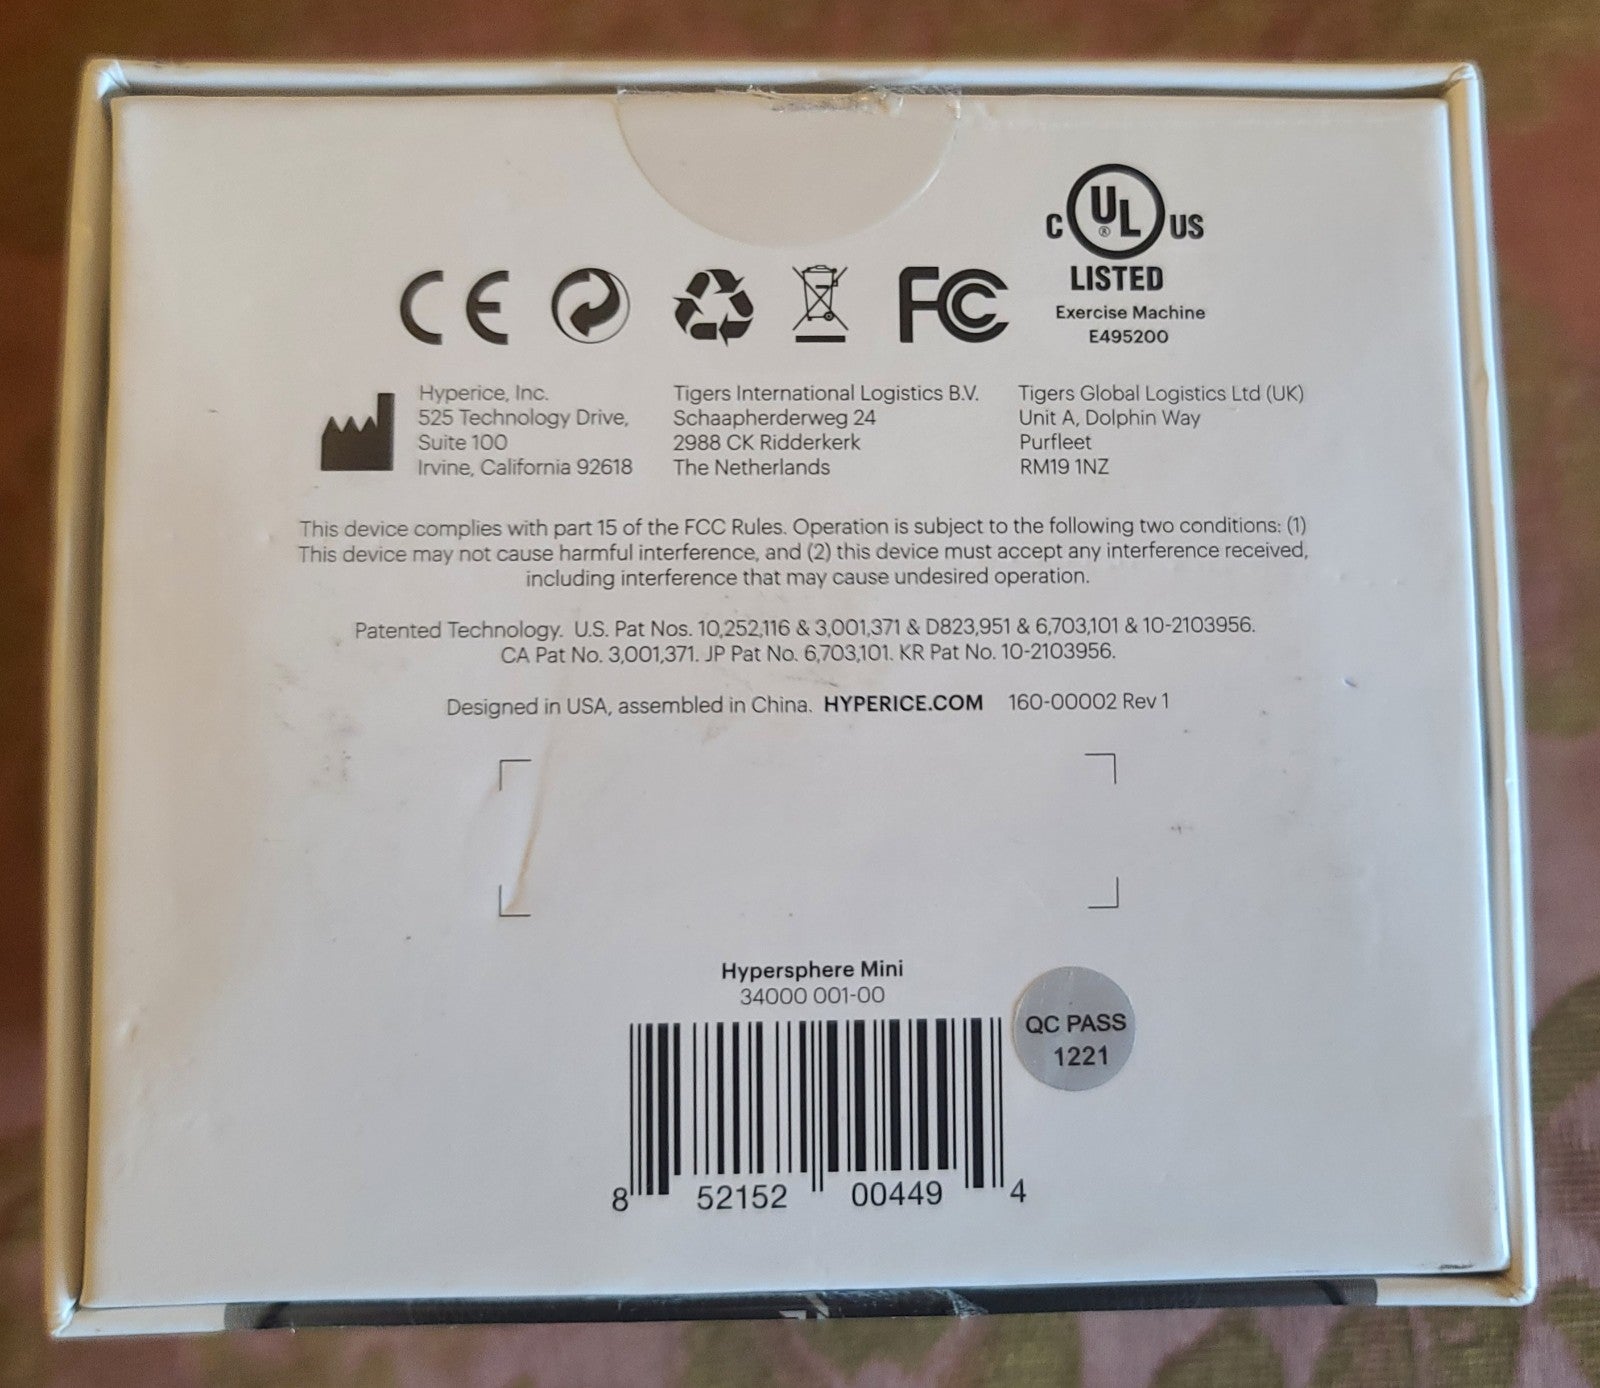 C UL US
®
LISTED
Exercise Machine
E495200
CE
FC
Hyperice, Inc.
525 Technology Drive,
Suite 100
Irvine, California 92618
Tigers International Logistics B.V.
Schaapherderweg 24
2988 CK Ridderkerk
The Netherlands
Tigers Global Logistics Ltd (UK)
Unit A, Dolphin Way
Purfleet
RM19 1NZ
This device complies with part 15 of the FCC Rules. Operation is subject to the following two conditions: (1)
This device may not cause harmful interference, and (2) this device must accept any interference received,
including interference that may cause undesired operation.
Patented Technology. U.S. Pat Nos. 10,252,116 & 3,001,371 & D823,951 & 6,703,101 & 10-2103956.
CA Pat No. 3,001,371. JP Pat No. 6,703,101. KR Pat No. 10-2103956.
Designed in USA, assembled in China. HYPERICE.COM 160-00002 Rev 1
Hypersphere Mini
34000 001-00
QC PASS
1221
8 52152 00449 4